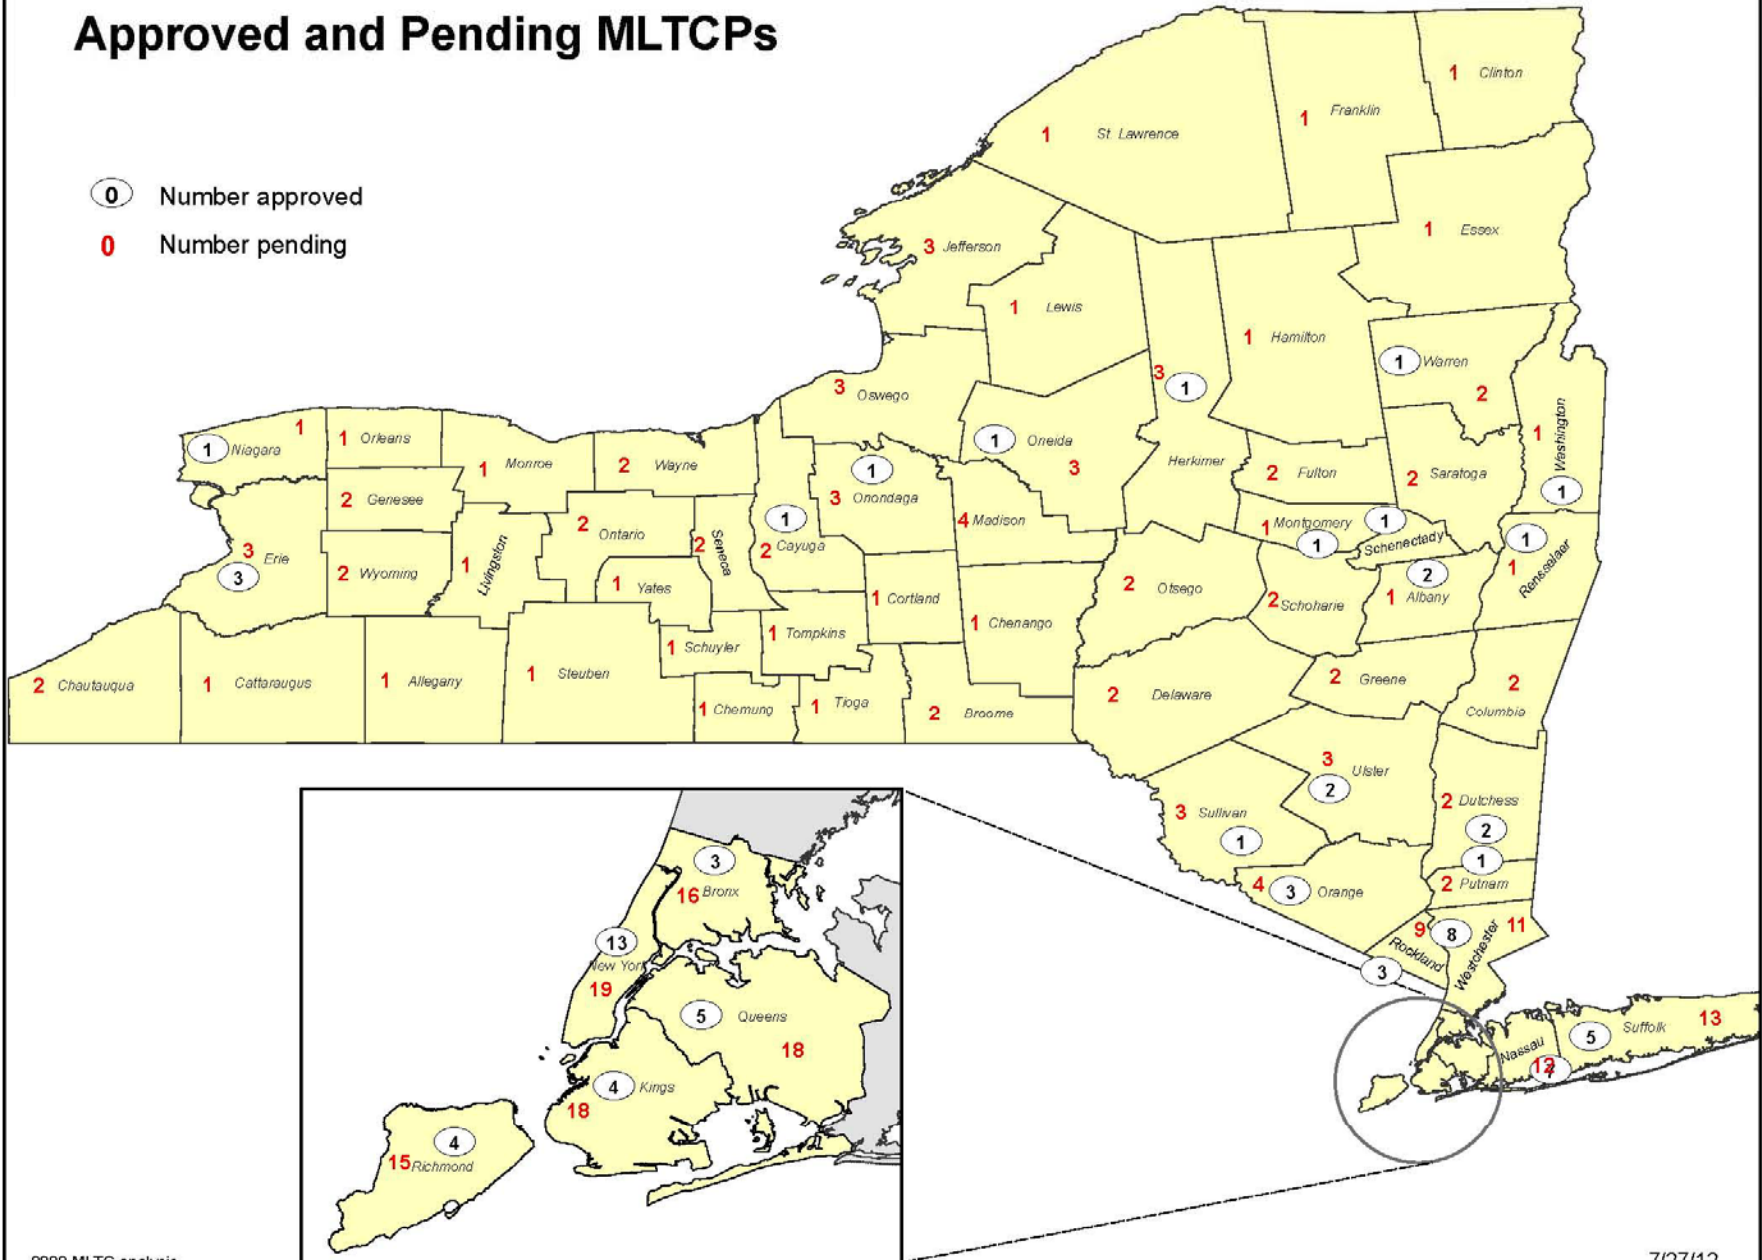 Approved and Pending MLTCPs
0 Number approved
0 Number pending
1 Clinton
1 Franklin
1 St. Lawrence
1 Essex
3 Jefferson
1 Lewis
1 Hamilton
3 1
Herkimer
1 Warren
2
1 Washington
1
3 Oswego
1 Oneida
3
1 Niagara
1
1 Orleans
1 Monroe
2 Wayne
1
3 Onondaga
2 Fulton
2 Saratoga
2 Genesee
2 Ontario
2 Seneca
1
2 Cayuga
4 Madison
1 Montgomery
1
1
Schenectady
1
1 Rensselaer
3 Erie
3
2 Wyoming
1 Livingston
1 Yates
1 Cortland
1 Chenango
2 Otsego
2 Schoharie
2
1 Albany
1 Schuyler
1 Tompkins
2 Chautauqua
1 Cattaraugus
1 Allegany
1 Steuben
1 Chemung
1 Tioga
2 Broome
2 Delaware
2 Greene
2
Columbia
3 Ulster
2
3 Sullivan
1
2 Dutchess
2
1
2 Putnam
4 3 Orange
9 8 11
Rockland
Westchester
3
3
16 Bronx
13
New York
19
5 Queens
18
4 Kings
18
4
15 Richmond
Nassau
12
5 Suffolk 13
7/27/12